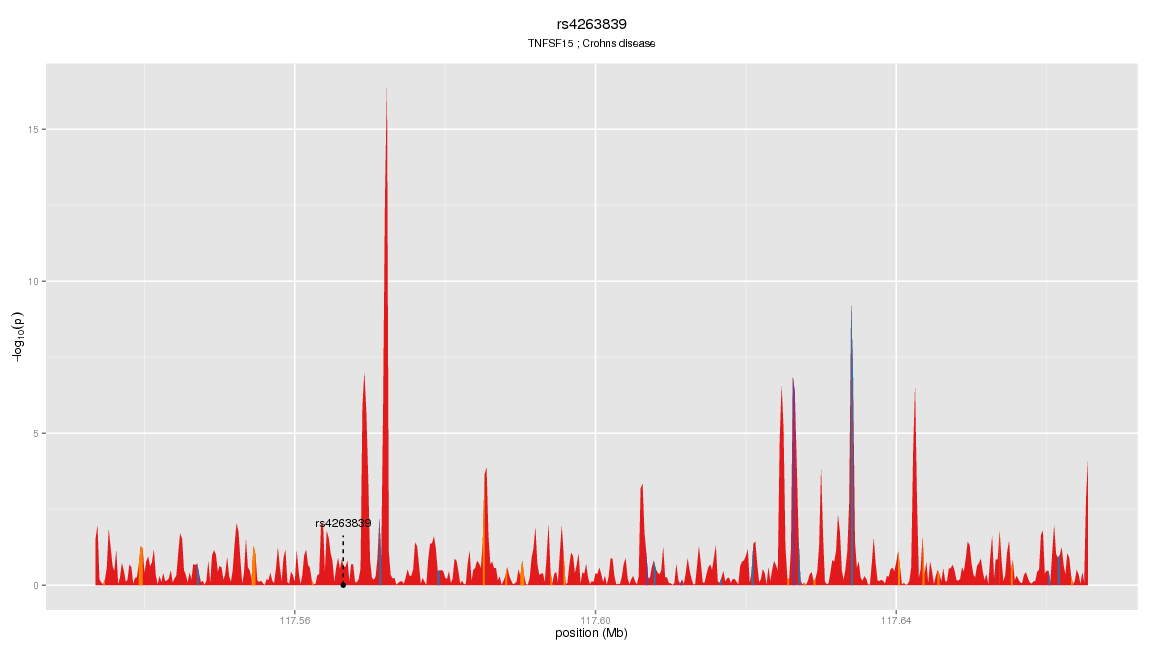 rs4263839
TNFSF15 ; Crohns disease
−log10(p)
15
10
5
0
rs4263839
117.56
117.60
117.64
position (Mb)